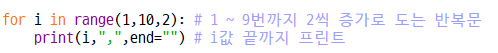 for i in range(1,10,2): # 1 ~ 9번까지 2씩 증가로 도는 반복문
    print(i,",",end="") # i값 끝까지 프린트